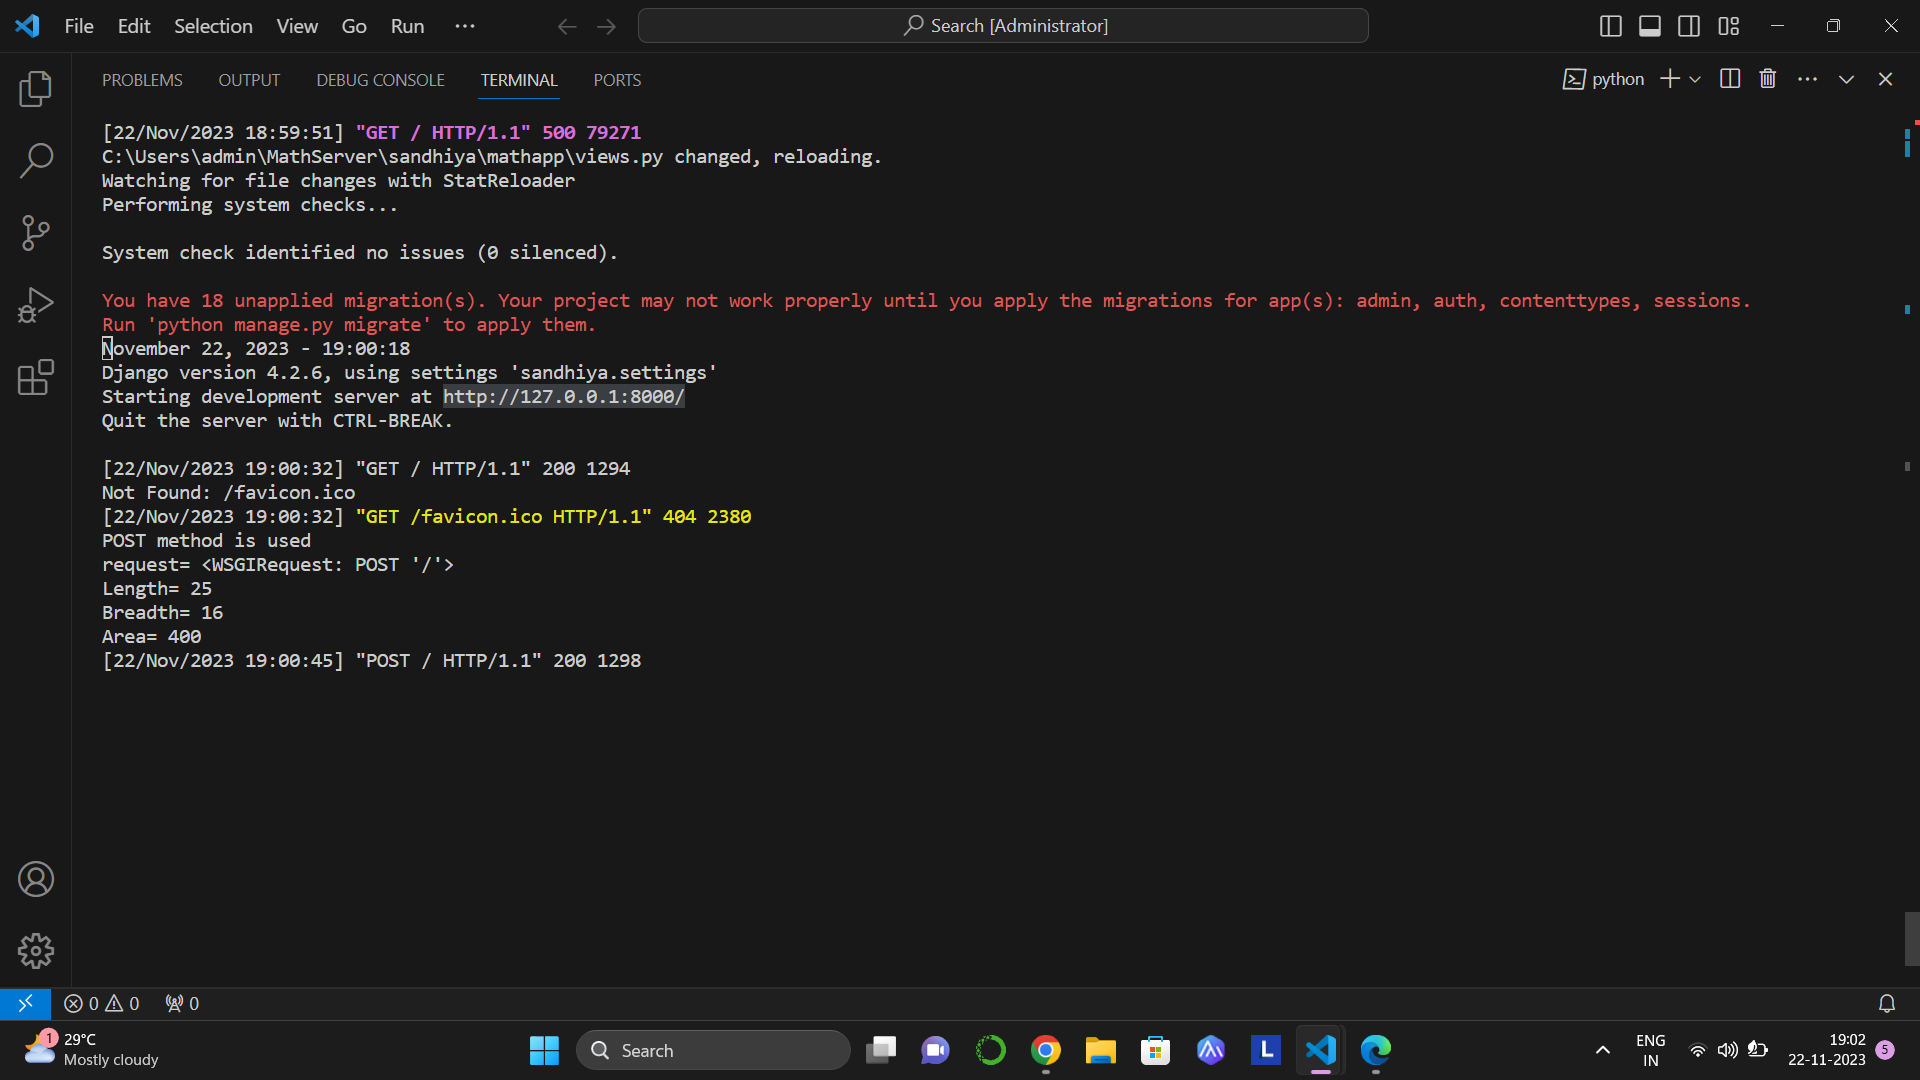 File Edit Selection View Go Run ··· Search [Administrator]
PROBLEMS OUTPUT DEBUG CONSOLE TERMINAL PORTS python
[22/Nov/2023 18:59:51] "GET / HTTP/1.1" 500 79271
C:\Users\admin\MathServer\sandhiya\mathapp\views.py changed, reloading.
Watching for file changes with StatReloader
Performing system checks...
System check identified no issues (0 silenced).
You have 18 unapplied migration(s). Your project may not work properly until you apply the migrations for app(s): admin, auth, contenttypes, sessions.
Run 'python manage.py migrate' to apply them.
November 22, 2023 - 19:00:18
Django version 4.2.6, using settings 'sandhiya.settings'
Starting development server at http://127.0.0.1:8000/
Quit the server with CTRL-BREAK.
[22/Nov/2023 19:00:32] "GET / HTTP/1.1" 200 1294
Not Found: /favicon.ico
[22/Nov/2023 19:00:32] "GET /favicon.ico HTTP/1.1" 404 2380
POST method is used
request= <WSGIRequest: POST '/'>
Length= 25
Breadth= 16
Area= 400
[22/Nov/2023 19:00:45] "POST / HTTP/1.1" 200 1298
0 0 0
1
29°C
Mostly cloudy
Search
L
ENG
IN
19:02
22-11-2023
5